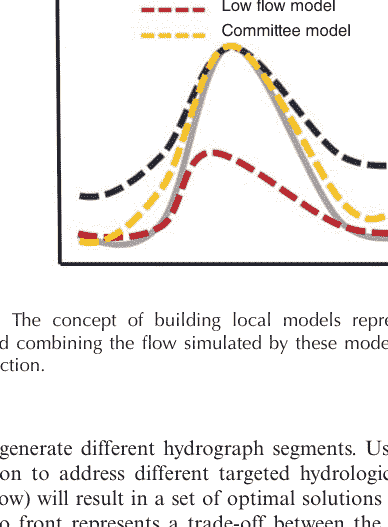 Low flow model
Committee model
The concept of building local models repre
d combining the flow simulated by these mode
ction.
generate different hydrograph segments. Us
on to address different targeted hydrologic
ow) will result in a set of optimal solutions
o front represents a trade-off between the